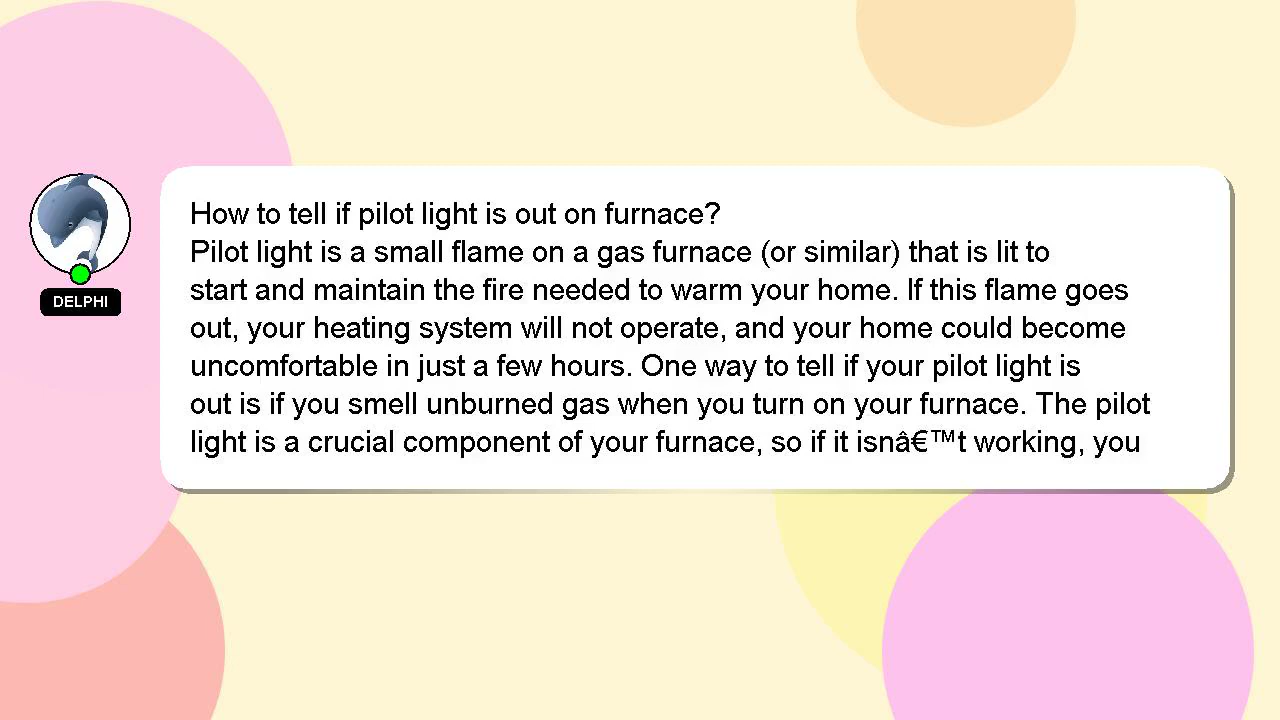 DELPHI
How to tell if pilot light is out on furnace?
Pilot light is a small flame on a gas furnace (or similar) that is lit to
start and maintain the fire needed to warm your home. If this flame goes
out, your heating system will not operate, and your home could become
uncomfortable in just a few hours. One way to tell if your pilot light is
out is if you smell unburned gas when you turn on your furnace. The pilot
light is a crucial component of your furnace, so if it isnâ€™t working, you